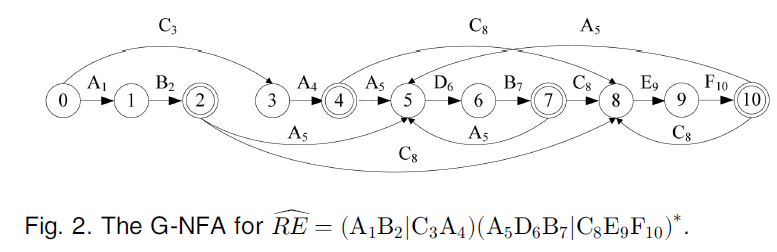 C₃ C₈ A₅
A₁ B₂ A₄ A₅ D₆ B₇ C₈ E₉ F₁₀
0 1 2 3 4 5 6 7 8 9 10
A₅ A₅ C₈
C₈
Fig. 2. The G-NFA for \widehat{RE} = (A₁B₂|C₃A₄)(A₅D₆B₇|C₈E₉F₁₀)*.